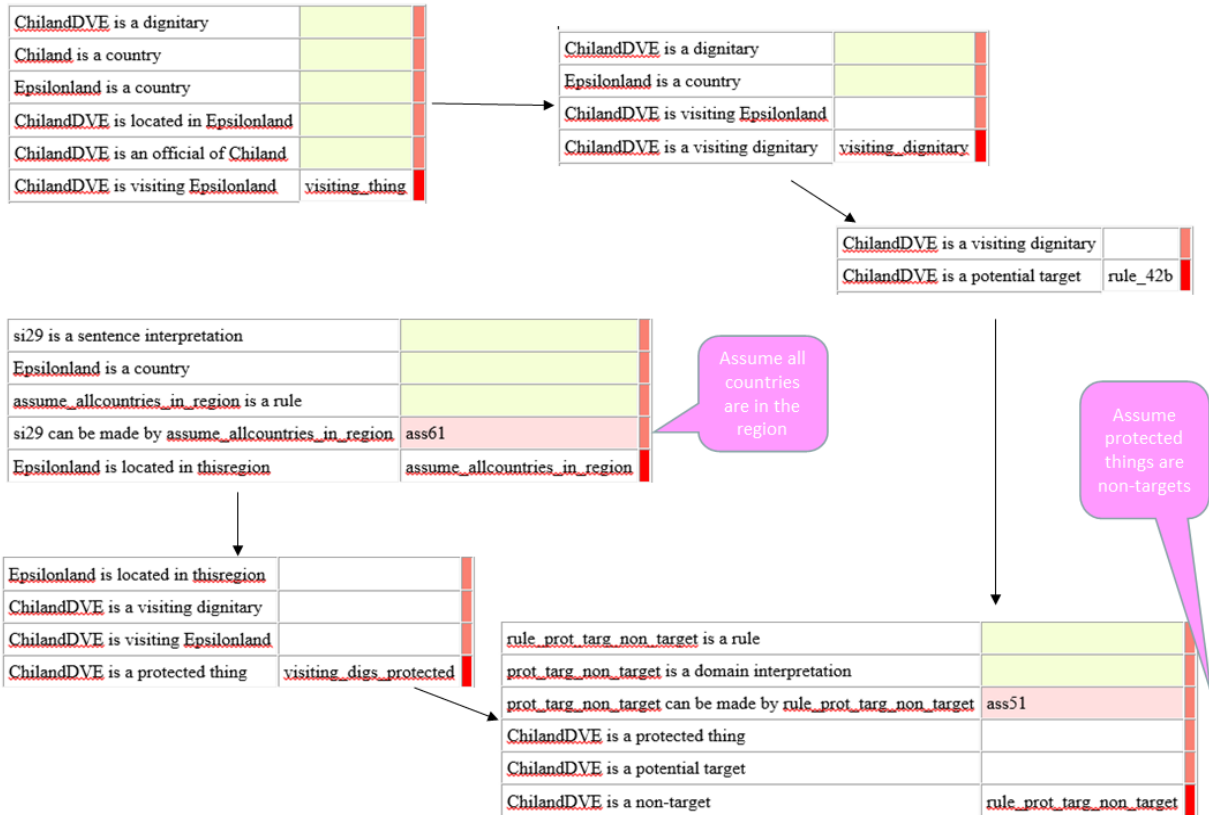 ChilandDVE is a dignitary
Chiland is a country
Epsilonland is a country
ChilandDVE is located in Epsilonland
ChilandDVE is an official of Chiland
ChilandDVE is visiting Epsilonland visiting_thing
ChilandDVE is a dignitary
Epsilonland is a country
ChilandDVE is visiting Epsilonland
ChilandDVE is a visiting dignitary visiting_dignitary
ChilandDVE is a visiting dignitary
ChilandDVE is a potential target rule_42b
si29 is a sentence interpretation
Epsilonland is a country
assume_allcountries_in_region is a rule
si29 can be made by assume_allcountries_in_region ass61
Epsilonland is located in thisregion assume_allcountries_in_region
Assume all
countries
are in the
region
Assume
protected
things are
non-targets
Epsilonland is located in thisregion
ChilandDVE is a visiting dignitary
ChilandDVE is visiting Epsilonland
ChilandDVE is a protected thing visiting_digs_protected
rule_prot_targ_non_target is a rule
prot_targ_non_target is a domain interpretation
prot_targ_non_target can be made by rule_prot_targ_non_target ass51
ChilandDVE is a protected thing
ChilandDVE is a potential target
ChilandDVE is a non-target rule_prot_targ_non_target